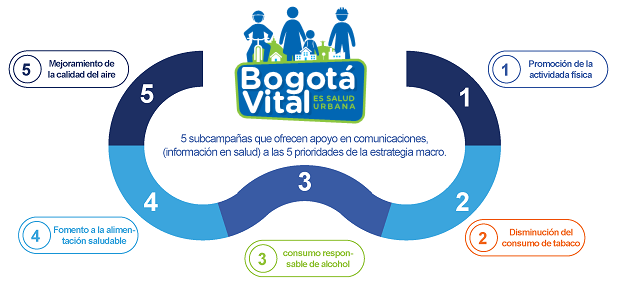 Bogotá
Vital
ES SALUD
URBANA
5 subcampañas que ofrecen apoyo en comunicaciones,
(información en salud) a las 5 prioridades de la estrategia macro.
1
1
Promoción de la
actividada física
2
2
Disminución del
consumo de tabaco
3
3
consumo respon-
sable de alcohol
4
4
Fomento a la alimen-
tación saludable
5
5
Mejoramiento de
la calidad del aire